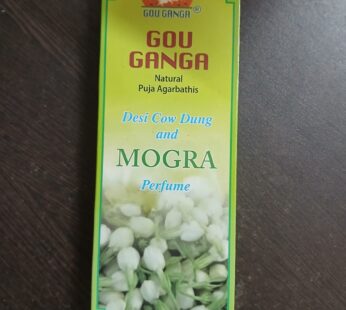 GOU GANGA®
GOU
GANGA
Natural
Puja Agarbathis
Desi Cow Dung
and
MOGRA
Perfume